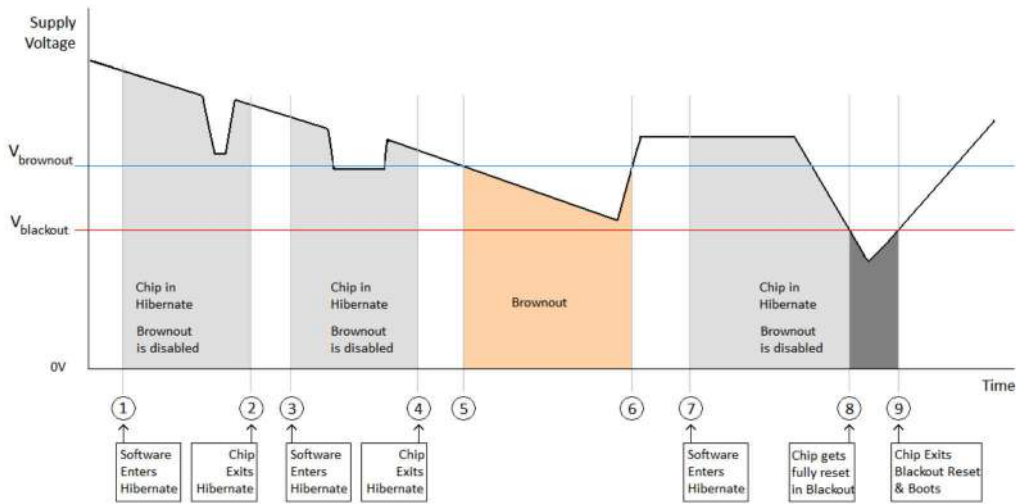 Supply
Voltage
Vbrownout
Vblackout
0V
Time
Chip in
Hibernate
Brownout
is disabled
Chip in
Hibernate
Brownout
is disabled
Brownout
Chip in
Hibernate
Brownout
is disabled
1 2 3 4 5 6 7 8 9
Software
Enters
Hibernate
Chip
Exits
Hibernate
Software
Enters
Hibernate
Chip
Exits
Hibernate
Software
Enters
Hibernate
Chip gets
fully reset
in Blackout
Chip Exits
Blackout Reset
& Boots